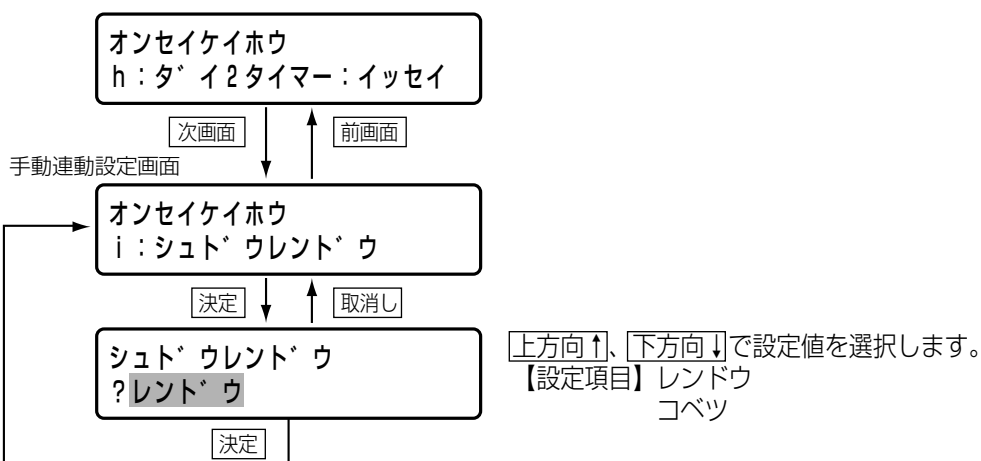 オンセイケイホウ
h:ダイ2タイマー:イッセイ
次画面 前画面
手動連動設定画面
オンセイケイホウ
i:シュドウレンドウ
決定 取消し
シュドウレンドウ
?レンドウ
上方向↑、下方向↓で設定値を選択します。
【設定項目】レンドウ
コベツ
決定